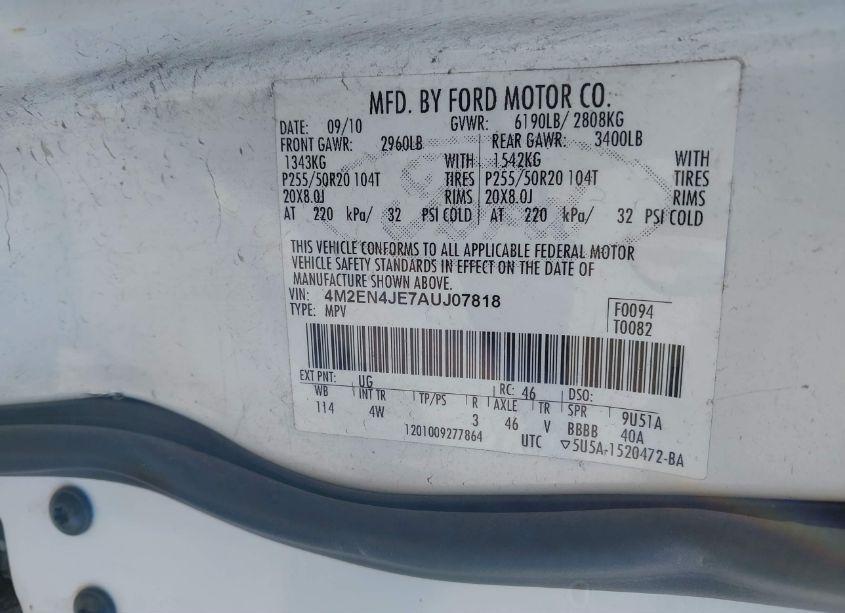 MFD. BY FORD MOTOR CO.
DATE: 09/10 GVWR: 6190LB/ 2808KG
FRONT GAWR: 2960LB REAR GAWR: 3400LB
1343KG WITH 1542KG WITH
P255/50R20 104T TIRES P255/50R20 104T TIRES
20X8.0J RIMS 20X8.0J RIMS
AT 220 kPa/ 32 PSI COLD AT 220 kPa/ 32 PSI COLD
THIS VEHICLE CONFORMS TO ALL APPLICABLE FEDERAL MOTOR
VEHICLE SAFETY STANDARDS IN EFFECT ON THE DATE OF
MANUFACTURE SHOWN ABOVE.
VIN: 4M2EN4JE7AUJ07818 F0094
TYPE: MPV T0082
EXT PNT: UG RC: 46 DSO:
WB INT TR TP/PS R AXLE TR SPR 9U51A
114 4W 3 46 V BBBB 40A
1201009277864 UTC ▽5U5A-1520472-BA